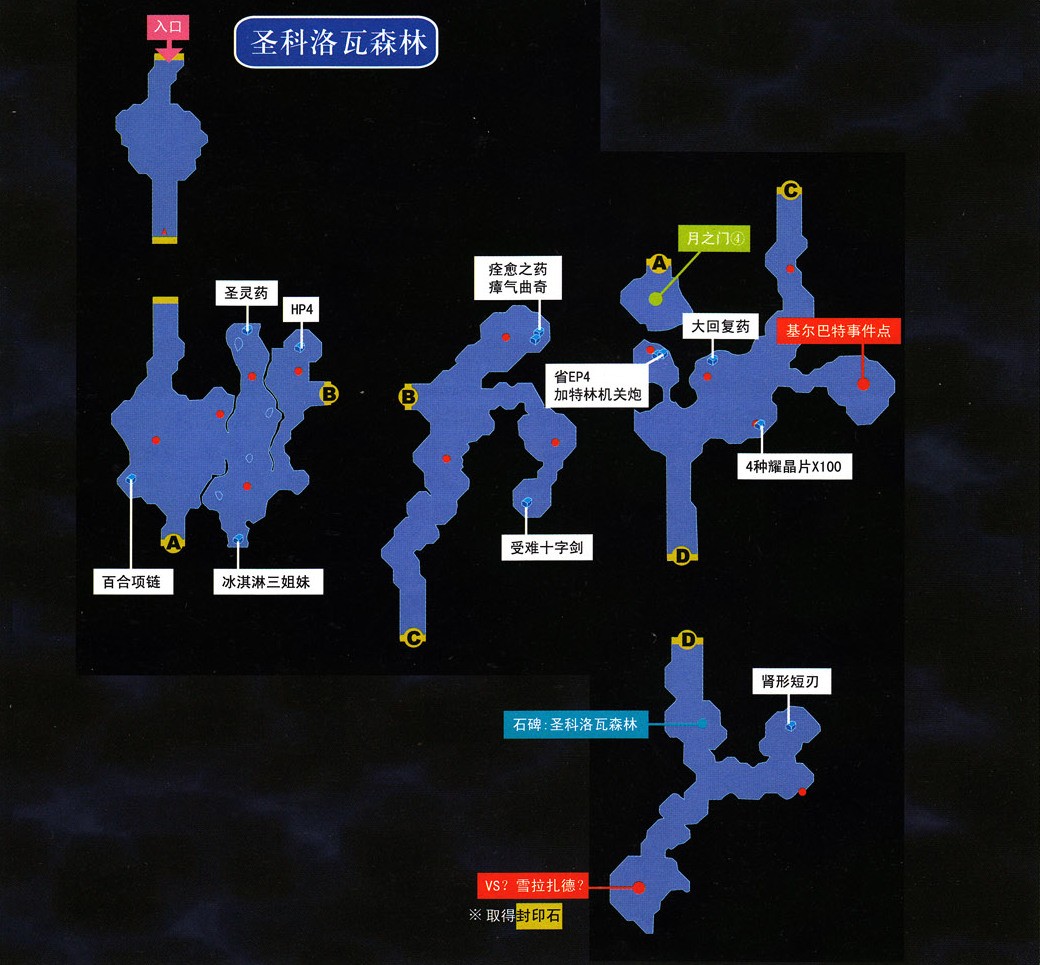 入口
圣科洛瓦森林
C
月之门④
A
痊愈之药
瘴气曲奇
圣灵药
HP4
大回复药
基尔巴特事件点
省EP4
加特林机关炮
B
B
4种耀晶片X100
A
受难十字剑
D
百合项链
冰淇淋三姐妹
C
D
肾形短刃
石碑:圣科洛瓦森林
VS? 雪拉扎德?
※ 取得封印石